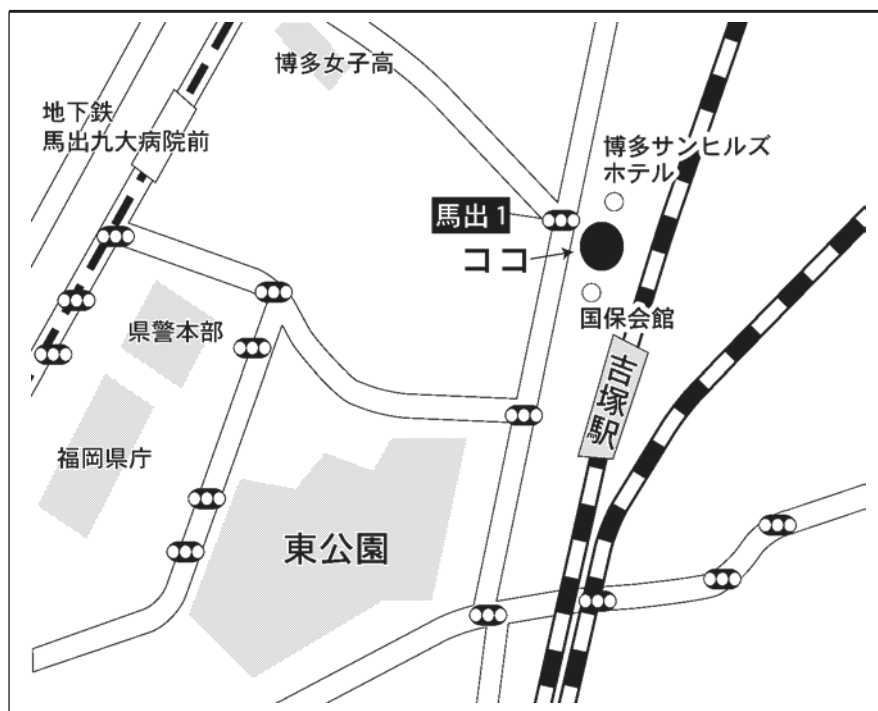 博多女子高
地下鉄
馬出九大病院前
博多サンヒルズ
ホテル
馬出1
ココ
国保会館
県警本部
吉塚駅
福岡県庁
東公園